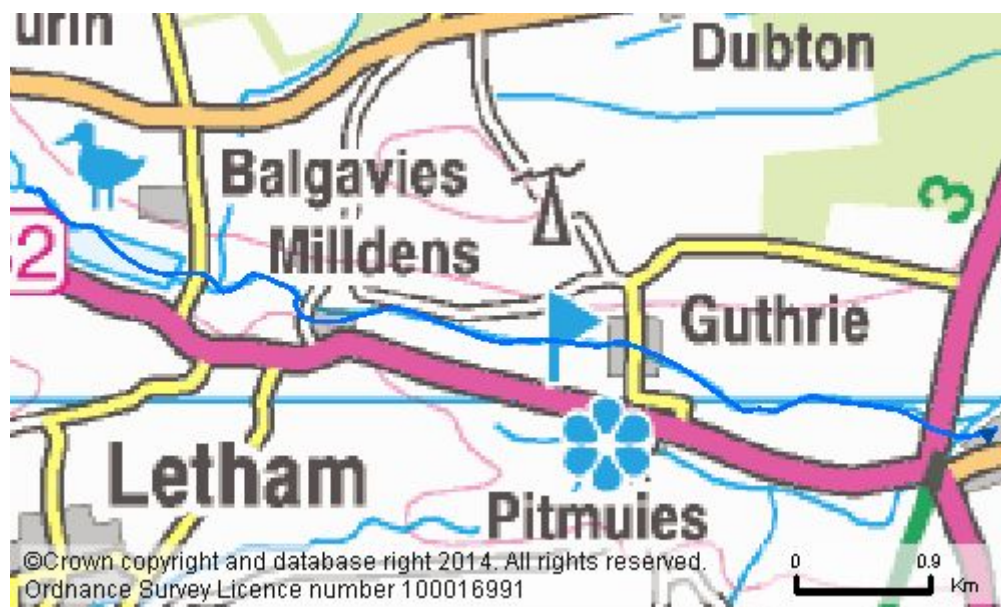 urin
Dubton
Balgavies
Milldens
3
2
Guthrie
Letham
Pitmuies
©Crown copyright and database right 2014. All rights reserved.
Ordnance Survey Licence number 100016991
0 0.9
Km